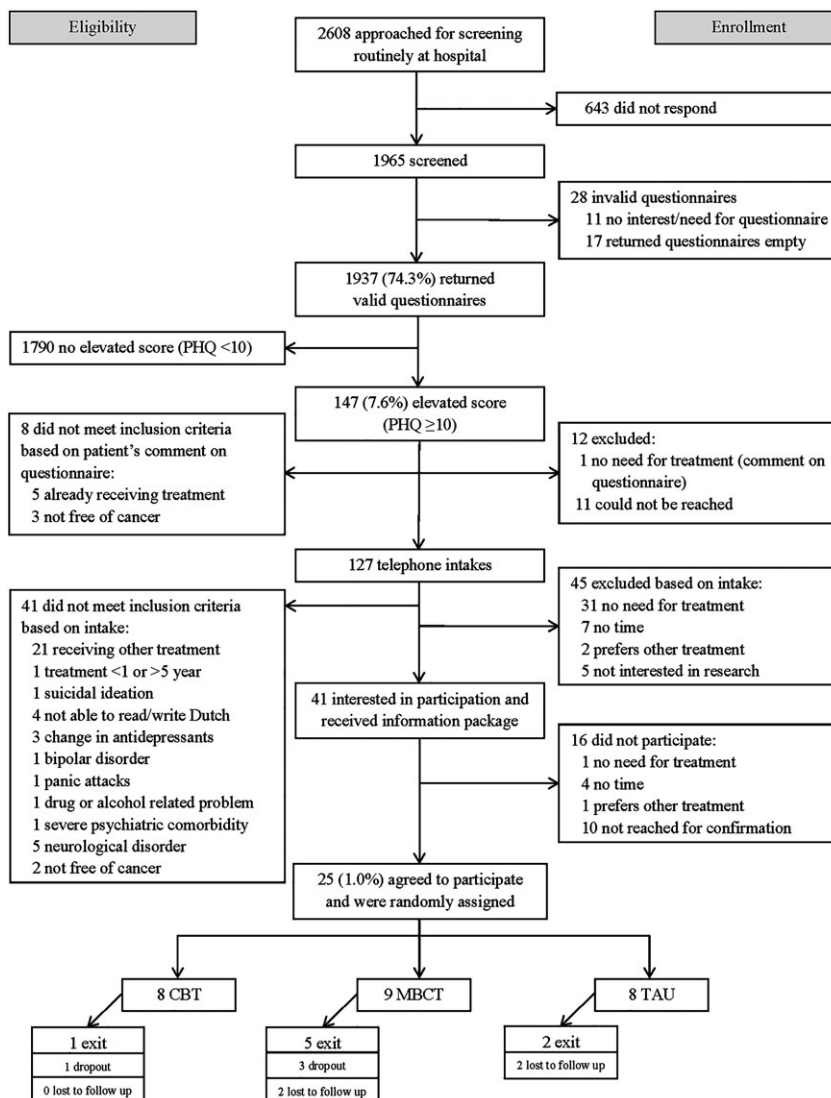 Eligibility
Enrollment
2608 approached for screening
routinely at hospital
643 did not respond
1965 screened
28 invalid questionnaires
11 no interest/need for questionnaire
17 returned questionnaires empty
1937 (74.3%) returned
valid questionnaires
1790 no elevated score (PHQ <10)
147 (7.6%) elevated score
(PHQ ≥10)
8 did not meet inclusion criteria
based on patient's comment on
questionnaire:
5 already receiving treatment
3 not free of cancer
12 excluded:
1 no need for treatment (comment on
questionnaire)
11 could not be reached
127 telephone intakes
41 did not meet inclusion criteria
based on intake:
21 receiving other treatment
1 treatment <1 or >5 year
1 suicidal ideation
4 not able to read/write Dutch
3 change in antidepressants
1 bipolar disorder
1 panic attacks
1 drug or alcohol related problem
1 severe psychiatric comorbidity
5 neurological disorder
2 not free of cancer
45 excluded based on intake:
31 no need for treatment
7 no time
2 prefers other treatment
5 not interested in research
41 interested in participation and
received information package
16 did not participate:
1 no need for treatment
4 no time
1 prefers other treatment
10 not reached for confirmation
25 (1.0%) agreed to participate
and were randomly assigned
8 CBT
9 MBCT
8 TAU
1 exit
1 dropout
0 lost to follow up
5 exit
3 dropout
2 lost to follow up
2 exit
2 lost to follow up